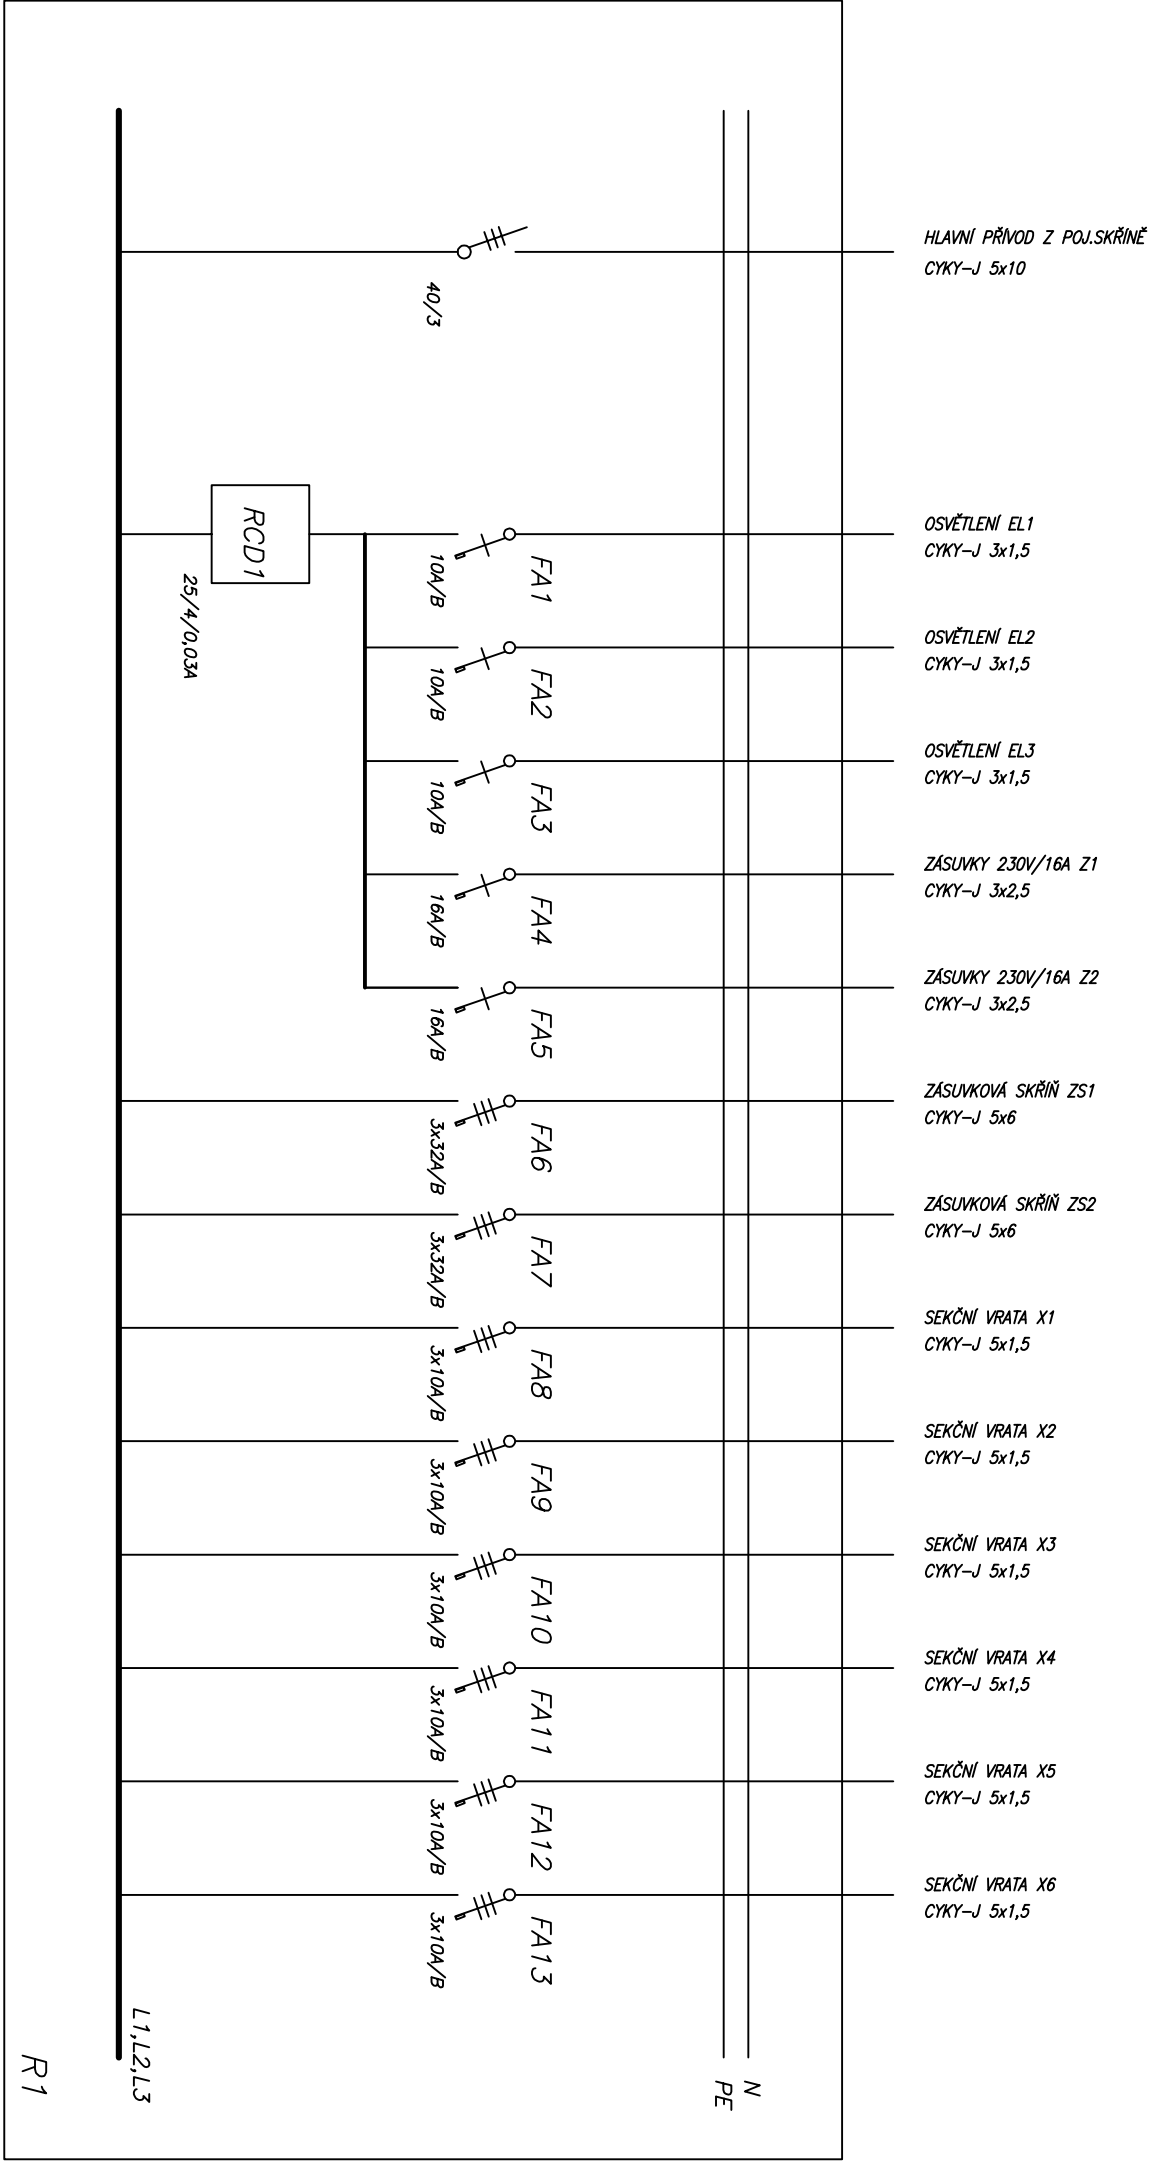 HLAVNÍ PŘÍVOD Z POJ.SKŘÍNĚ
CYKY-J 5x10
40/3
RCD1
25/4/0,03A
OSVĚTLENÍ EL1
CYKY-J 3x1,5
FA1
10A/B
OSVĚTLENÍ EL2
CYKY-J 3x1,5
FA2
10A/B
OSVĚTLENÍ EL3
CYKY-J 3x1,5
FA3
10A/B
ZÁSUVKY 230V/16A Z1
CYKY-J 3x2,5
FA4
16A/B
ZÁSUVKY 230V/16A Z2
CYKY-J 3x2,5
FA5
16A/B
ZÁSUVKOVÁ SKŘÍŇ ZS1
CYKY-J 5x6
FA6
3x32A/B
ZÁSUVKOVÁ SKŘÍŇ ZS2
CYKY-J 5x6
FA7
3x32A/B
SEKČNÍ VRATA X1
CYKY-J 5x1,5
FA8
3x10A/B
SEKČNÍ VRATA X2
CYKY-J 5x1,5
FA9
3x10A/B
SEKČNÍ VRATA X3
CYKY-J 5x1,5
FA10
3x10A/B
SEKČNÍ VRATA X4
CYKY-J 5x1,5
FA11
3x10A/B
SEKČNÍ VRATA X5
CYKY-J 5x1,5
FA12
3x10A/B
SEKČNÍ VRATA X6
CYKY-J 5x1,5
FA13
3x10A/B
N
PE
L1,L2,L3
R1